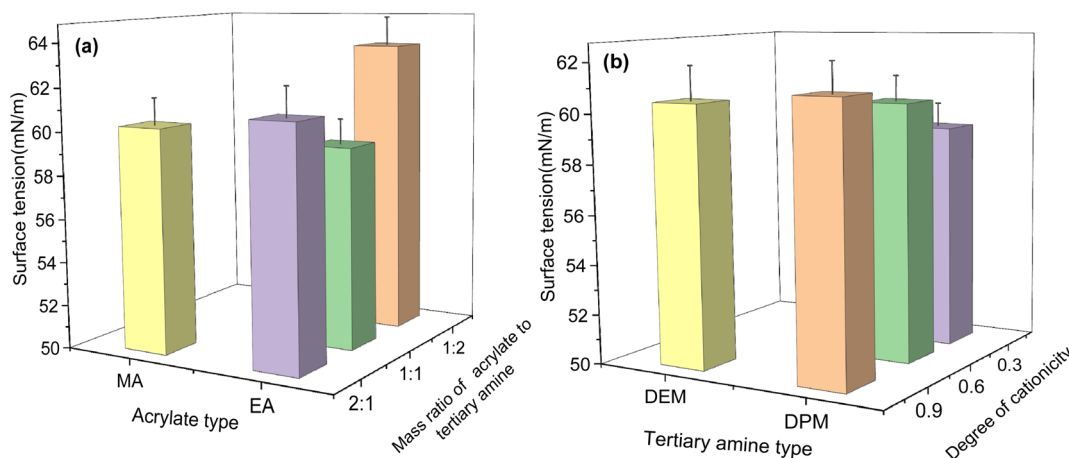 (a)
64
62
60
58
56
54
52
50
Surface tension(mN/m)
MA
EA
Acrylate type
2:1
1:1
1:2
Mass ratio of acrylate to
tertiary amine
(b)
62
60
58
56
54
52
50
Surface tension(mN/m)
DEM
DPM
Tertiary amine type
0.9
0.6
0.3
Degree of cationicity